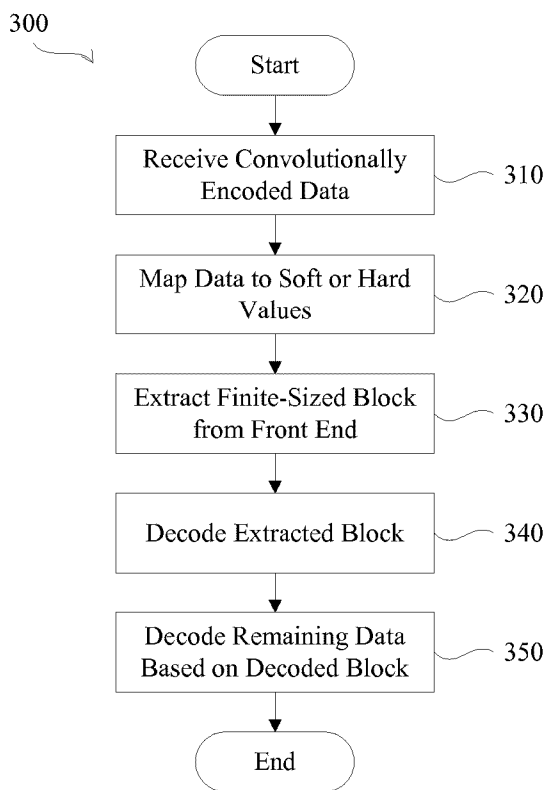 300
Start
Receive Convolutionally
Encoded Data
310
Map Data to Soft or Hard
Values
320
Extract Finite-Sized Block
from Front End
330
Decode Extracted Block
340
Decode Remaining Data
Based on Decoded Block
350
End